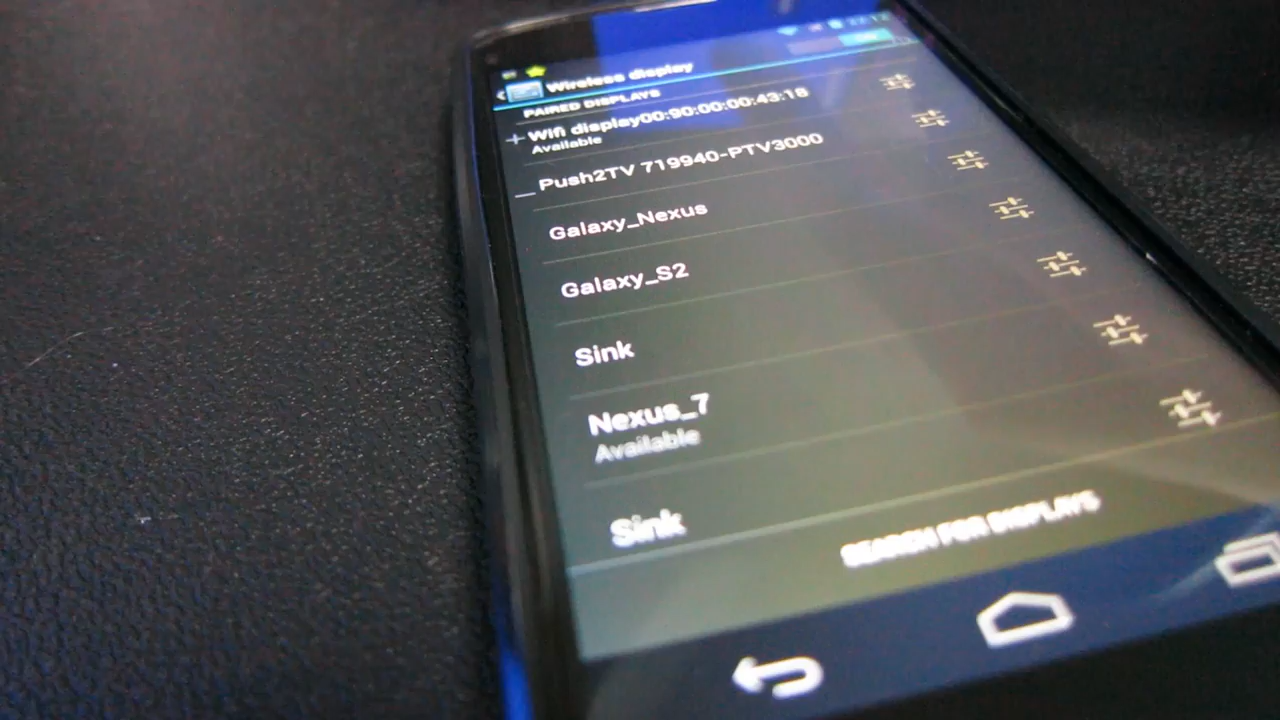 Wireless display
PAIRED DISPLAYS
Wifi display00:90:00:00:43:18
Available
Push2TV 719940-PTV3000
Galaxy_Nexus
Galaxy_S2
Sink
Nexus_7
Available
Sink
SEARCH FOR DISPLAYS